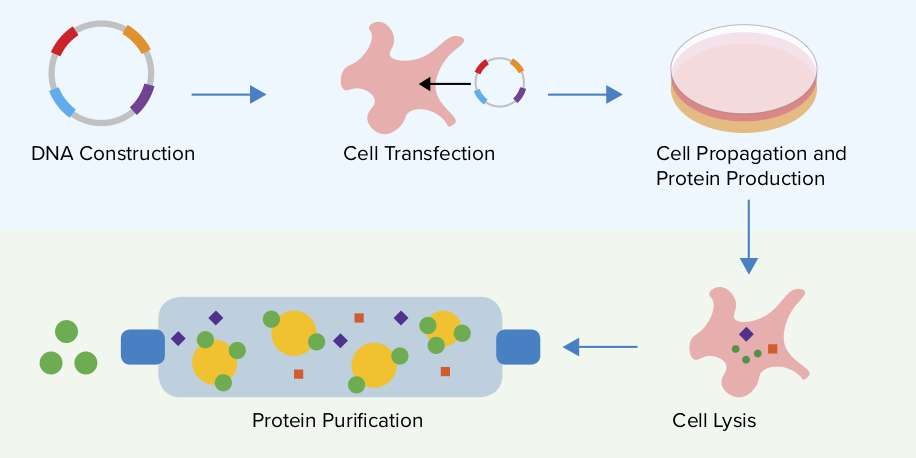 DNA Construction
Cell Transfection
Cell Propagation and
Protein Production
Protein Purification
Cell Lysis